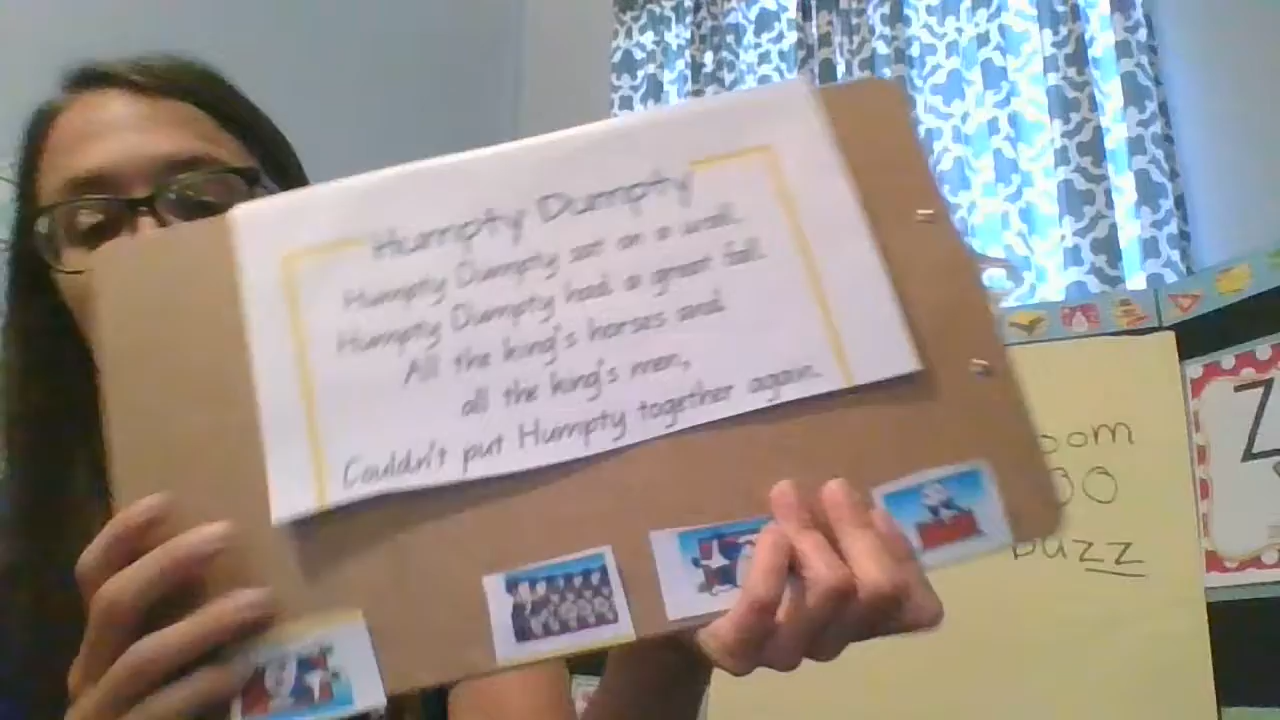 Humpty Dumpty
Humpty Dumpty sat on a wall.
Humpty Dumpty had a great fall.
All the king's horses and
all the king's men,
Couldn't put Humpty together again.
buzz
Z